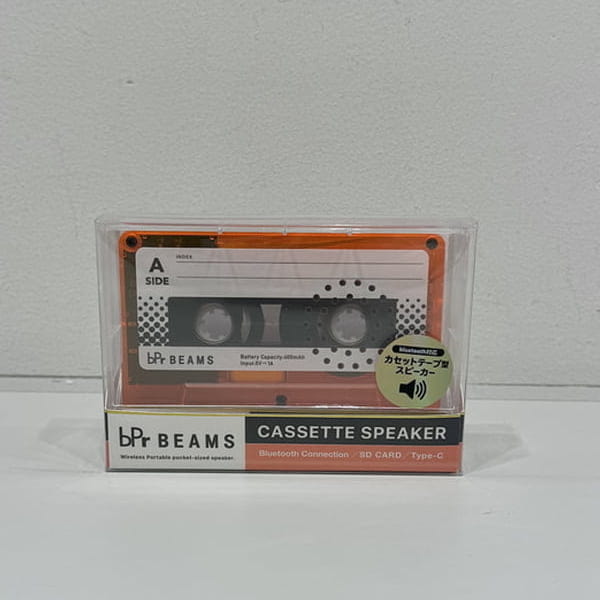 A
SIDE
INDEX
bPr BEAMS
Battery Capacity:400mAh
Input:5V⎓1A
Bluetooth対応
カセットテープ型
スピーカー
bPr BEAMS
Wireless Portable pocket-sized speaker.
CASSETTE SPEAKER
Bluetooth Connection / SD CARD / Type-C